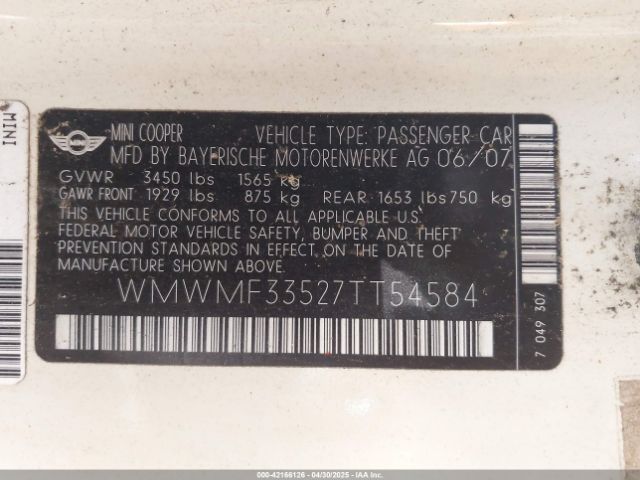 MINI
MINI COOPER VEHICLE TYPE: PASSENGER CAR
MFD BY BAYERISCHE MOTORENWERKE AG 06/07
GVWR 3450 lbs 1565 kg
GAWR FRONT 1929 lbs 875 kg REAR 1653 lbs 750 kg
THIS VEHICLE CONFORMS TO ALL APPLICABLE U.S.
FEDERAL MOTOR VEHICLE SAFETY, BUMPER AND THEFT
PREVENTION STANDARDS IN EFFECT ON THE DATE OF
MANUFACTURE SHOWN ABOVE.
WMWMF33527TT54584
7 049 307
000-42166126 - 04/30/2025 - IAA Inc.